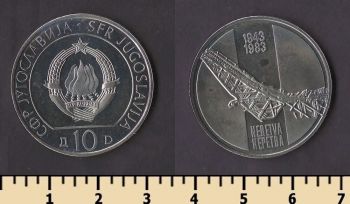 СФР ЈУГОСЛАВИЈА · SFR JUGOSLAVIJA
Д 10 D
1943
1983
NERETVA
НЕРЕТВА
1 2 3 4 5 6 7